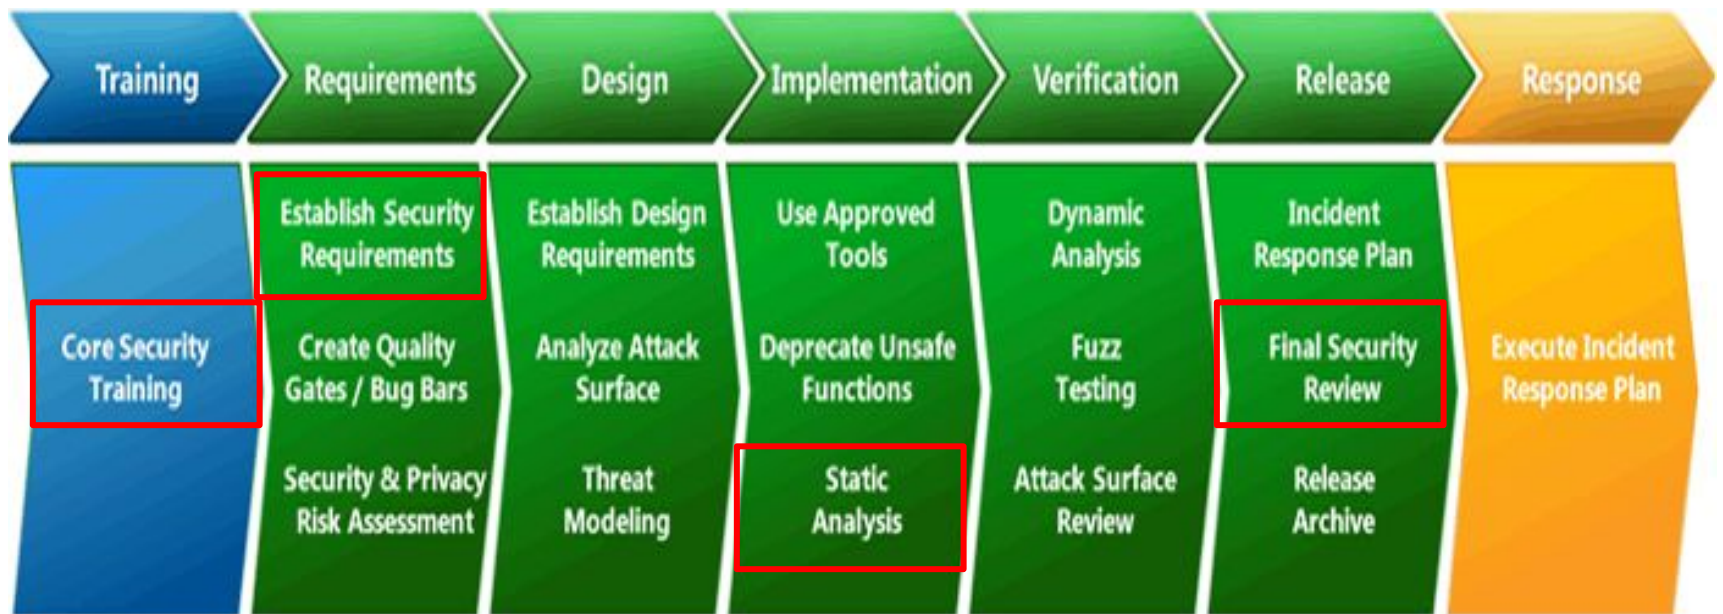 Training
Requirements
Design
Implementation
Verification
Release
Response
Core Security
Training
Establish Security
Requirements
Create Quality
Gates / Bug Bars
Security & Privacy
Risk Assessment
Establish Design
Requirements
Analyze Attack
Surface
Threat
Modeling
Use Approved
Tools
Deprecate Unsafe
Functions
Static
Analysis
Dynamic
Analysis
Fuzz
Testing
Attack Surface
Review
Incident
Response Plan
Final Security
Review
Release
Archive
Execute Incident
Response Plan